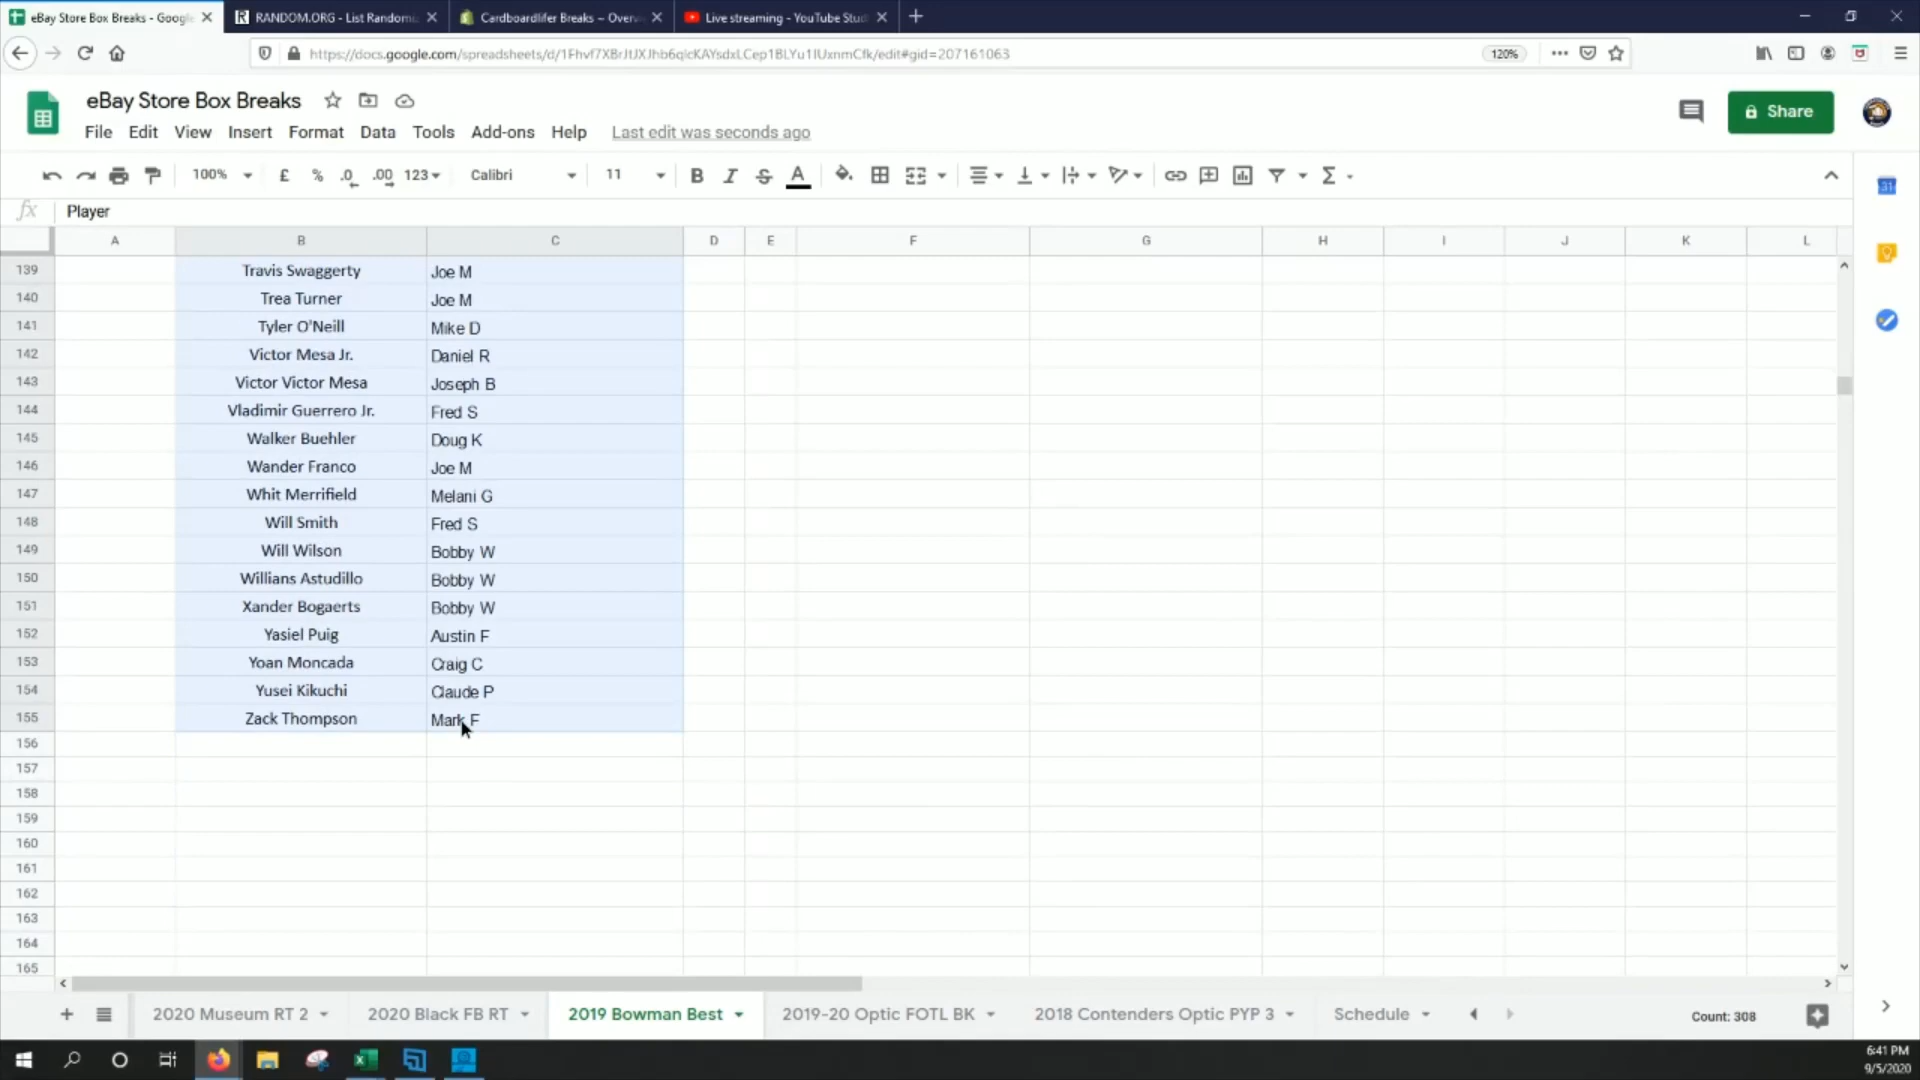 eBay Store Box Breaks - Google
RANDOM.ORG - List Randomi
Cardboardlifer Breaks ~ Overv
Live streaming - YouTube Stud
https://docs.google.com/spreadsheets/d/1Fhvf7XBrJtJXJhb6qlcKAYsdxLCep1BLYu1IUxnmCfk/edit#gid=207161063
120%
eBay Store Box Breaks
Share
File Edit View Insert Format Data Tools Add-ons Help Last edit was seconds ago
100% £ % .0 .00 123 Calibri 11 B I S A Σ
fx Player
A B C D E F G H I J K L
139 Travis Swaggerty Joe M
140 Trea Turner Joe M
141 Tyler O'Neill Mike D
142 Victor Mesa Jr. Daniel R
143 Victor Victor Mesa Joseph B
144 Vladimir Guerrero Jr. Fred S
145 Walker Buehler Doug K
146 Wander Franco Joe M
147 Whit Merrifield Melani G
148 Will Smith Fred S
149 Will Wilson Bobby W
150 Willians Astudillo Bobby W
151 Xander Bogaerts Bobby W
152 Yasiel Puig Austin F
153 Yoan Moncada Craig C
154 Yusei Kikuchi Claude P
155 Zack Thompson Mark F
156
157
158
159
160
161
162
163
164
165
2020 Museum RT 2 2020 Black FB RT 2019 Bowman Best 2019-20 Optic FOTL BK 2018 Contenders Optic PYP 3 Schedule Count: 308
6:41 PM
9/5/2020